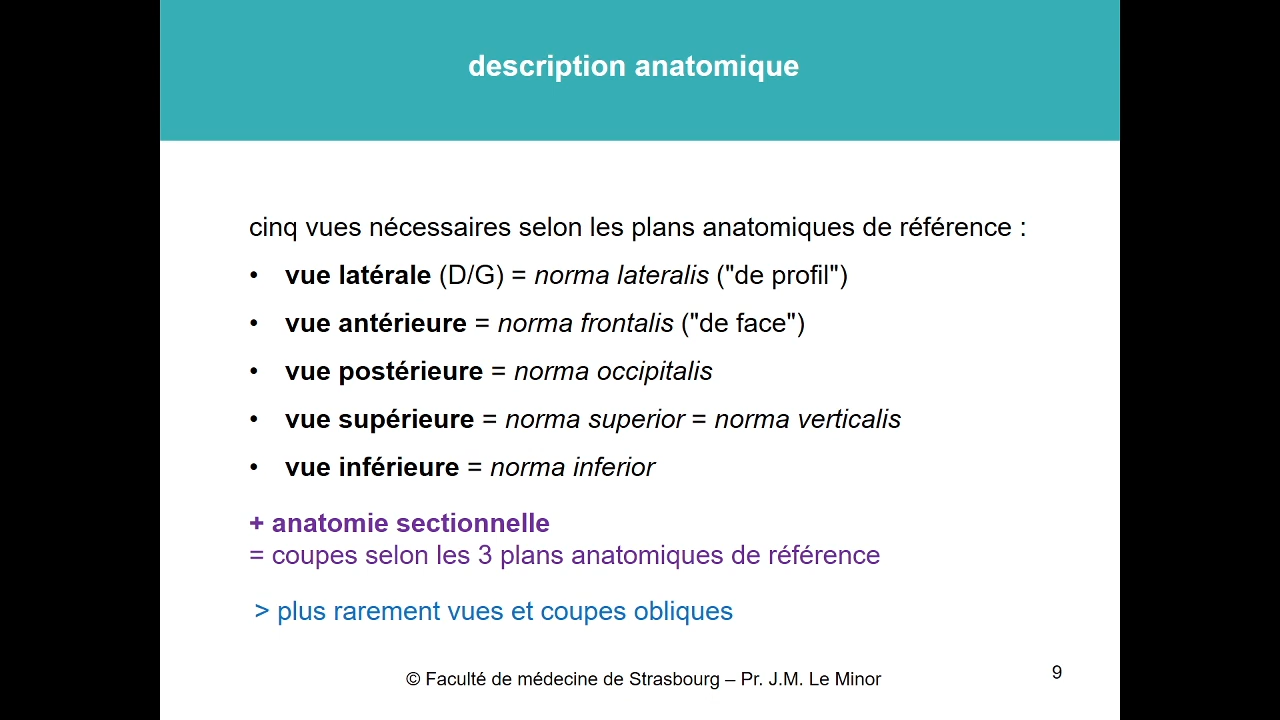 description anatomique
cinq vues nécessaires selon les plans anatomiques de référence :
• vue latérale (D/G) = norma lateralis ("de profil")
• vue antérieure = norma frontalis ("de face")
• vue postérieure = norma occipitalis
• vue supérieure = norma superior = norma verticalis
• vue inférieure = norma inferior
+ anatomie sectionnelle
= coupes selon les 3 plans anatomiques de référence
> plus rarement vues et coupes obliques
© Faculté de médecine de Strasbourg – Pr. J.M. Le Minor
9